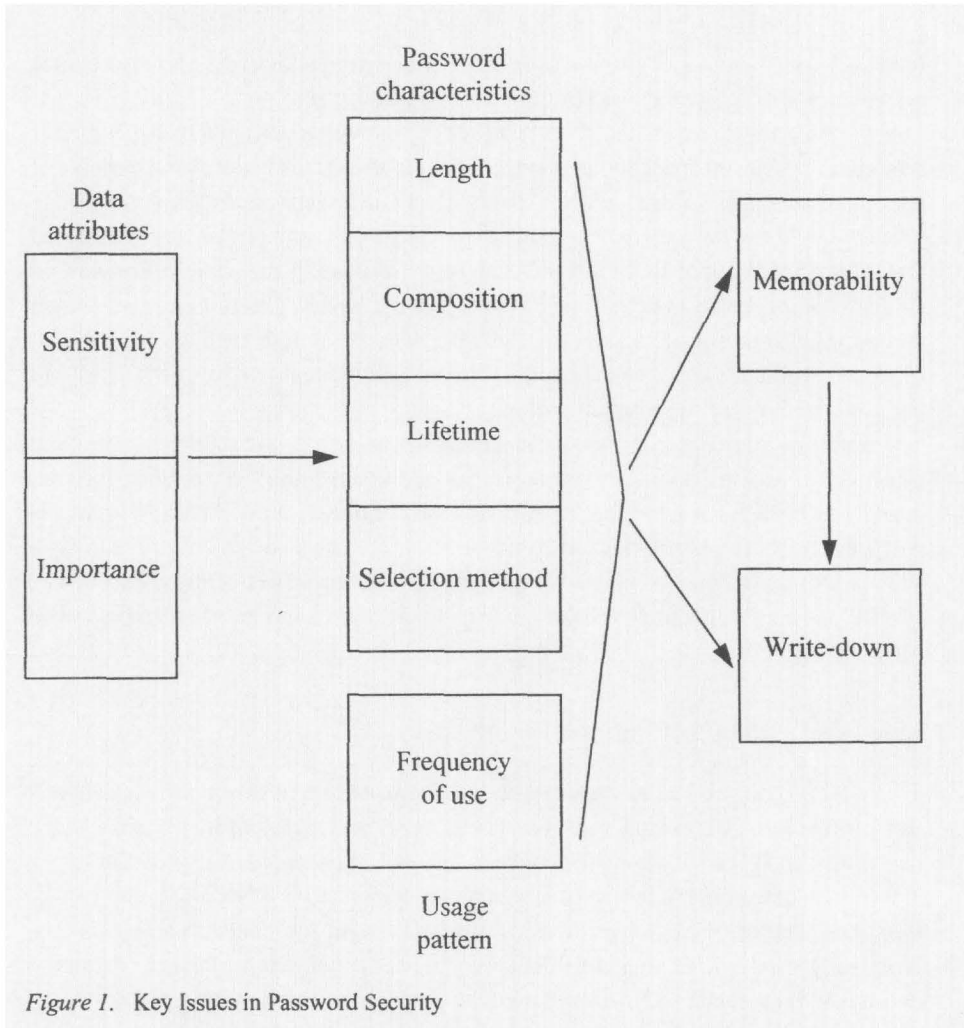 Password
characteristics
Length
Data
attributes
Composition
Memorability
Sensitivity
Lifetime
Importance
Selection method
Write-down
Frequency
of use
Usage
pattern
Figure 1. Key Issues in Password Security